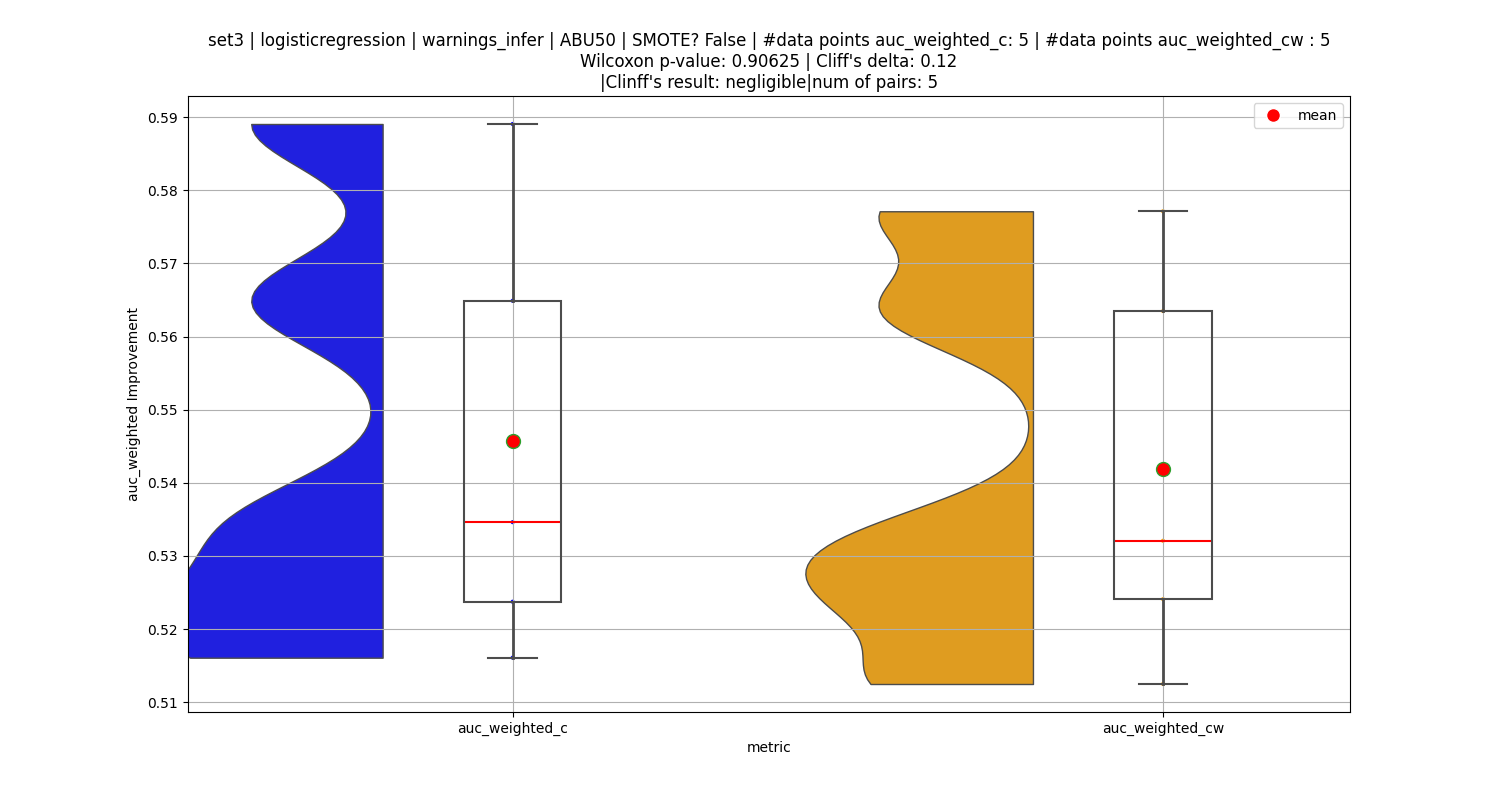 set3 | logisticregression | warnings_infer | ABU50 | SMOTE? False | #data points auc_weighted_c: 5 | #data points auc_weighted_cw : 5
Wilcoxon p-value: 0.90625 | Cliff's delta: 0.12
|Clinff's result: negligible|num of pairs: 5
mean
0.59
0.58
0.57
0.56
0.55
0.54
0.53
0.52
0.51
auc_weighted Improvement
auc_weighted_c
auc_weighted_cw
metric